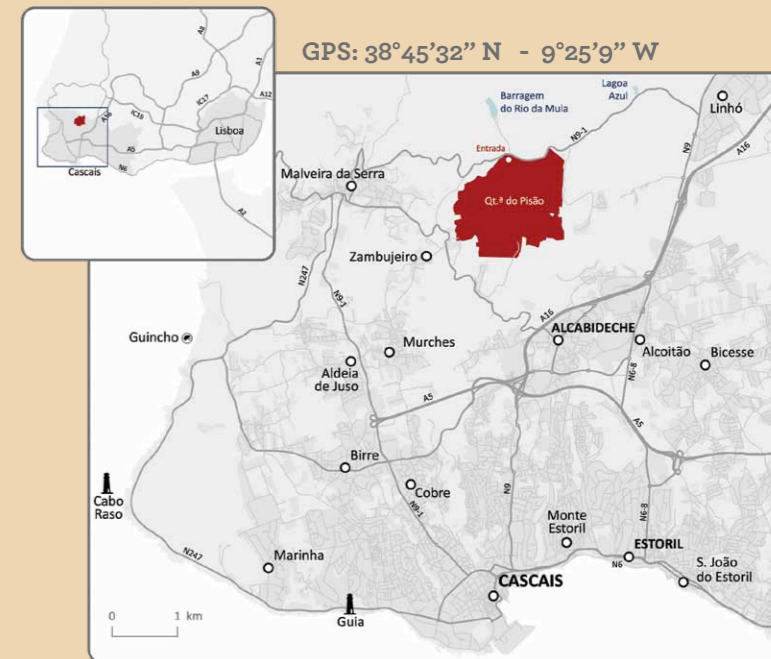 GPS: 38°45’32” N - 9°25’9” W
A8
A1
A9
A12
IC19
IC17
A16
Lisboa
A5
N6
Cascais
A2
Barragem
do Rio da Mula
Lagoa
Azul
Linhó
N9-1
N9
A16
Entrada
Malveira da Serra
Qt.ª do Pisão
Zambujeiro
N247
N9-1
A16
Guincho
ALCABIDECHE
Murches
Alcoitão
Bicesse
Aldeia
de Juso
N6-8
A5
A5
Birre
Cobre
Cabo
Raso
N9
N9-1
N6-8
Monte
Estoril
N247
Marinha
ESTORIL
N6
S. João
do Estoril
CASCAIS
0 1 km
Guia